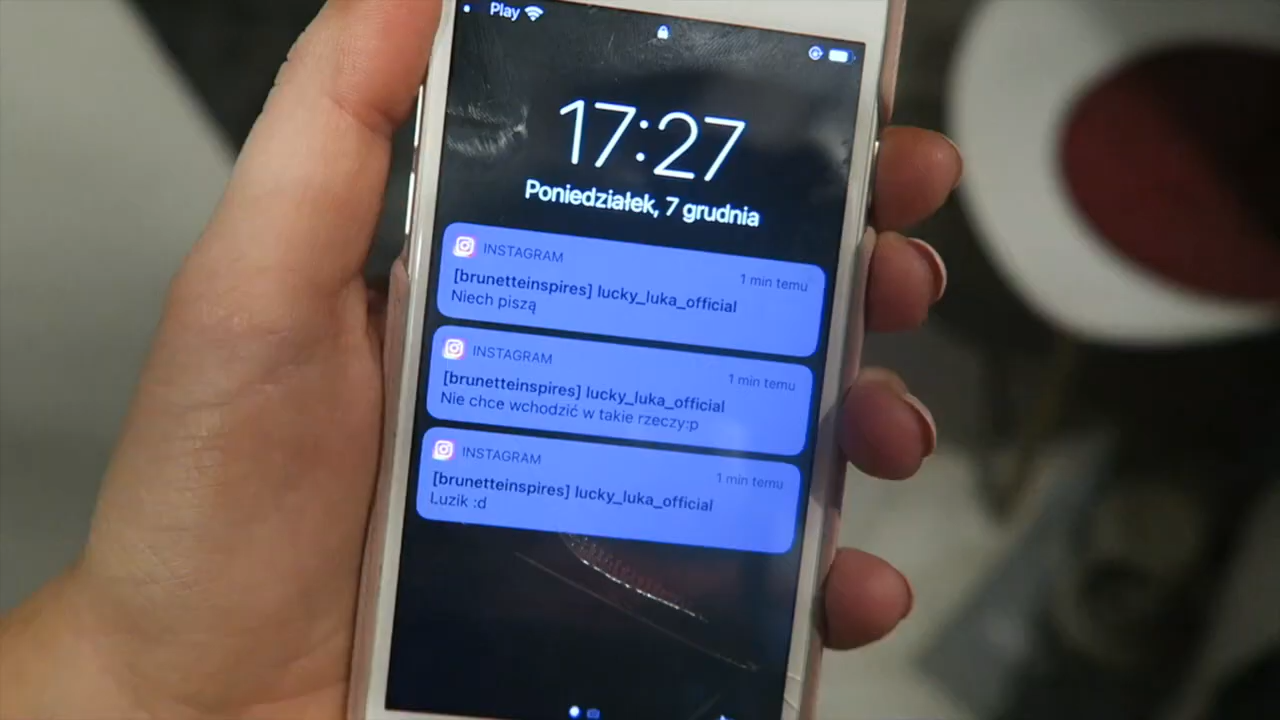 Play
17:27
Poniedziałek, 7 grudnia
INSTAGRAM
1 min temu
[brunetteinspires] lucky_luka_official
Niech piszą
INSTAGRAM
1 min temu
[brunetteinspires] lucky_luka_official
Nie chce wchodzić w takie rzeczy:p
INSTAGRAM
1 min temu
[brunetteinspires] lucky_luka_official
Luzik :d